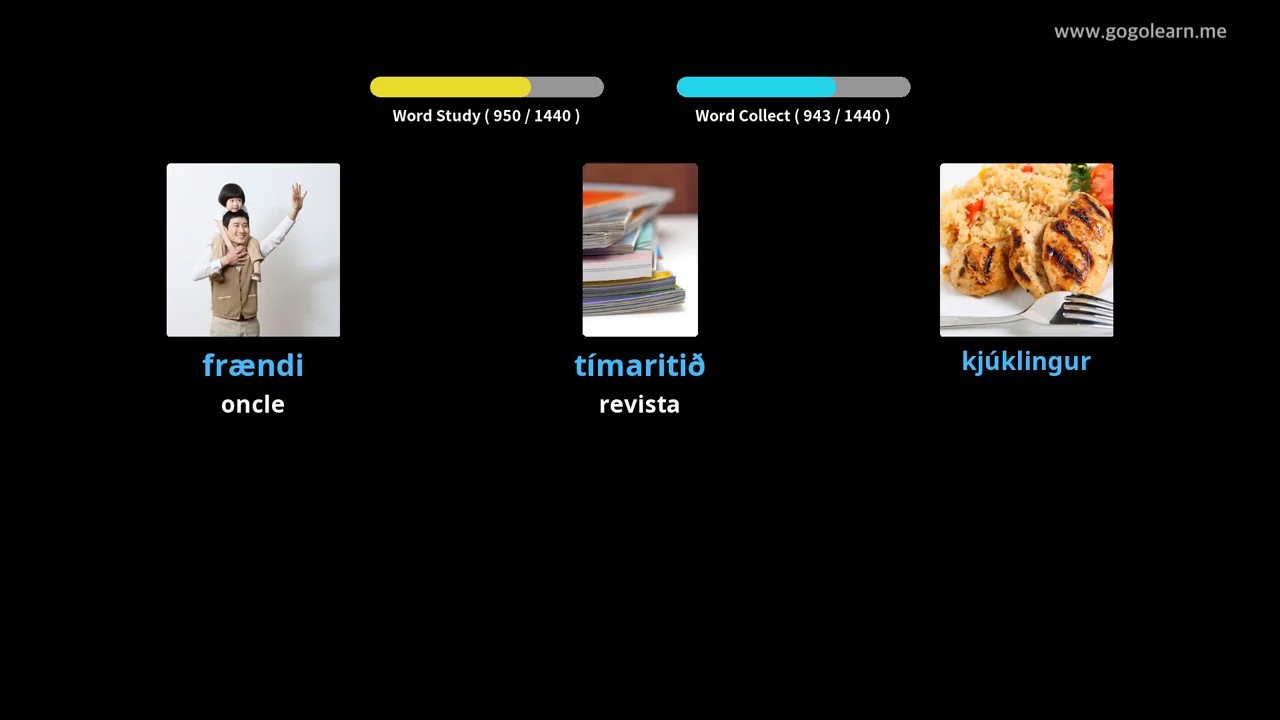 www.gogolearn.me
Word Study ( 950 / 1440 )
Word Collect ( 943 / 1440 )
frændi
tímaritið
kjúklingur
oncle
revista